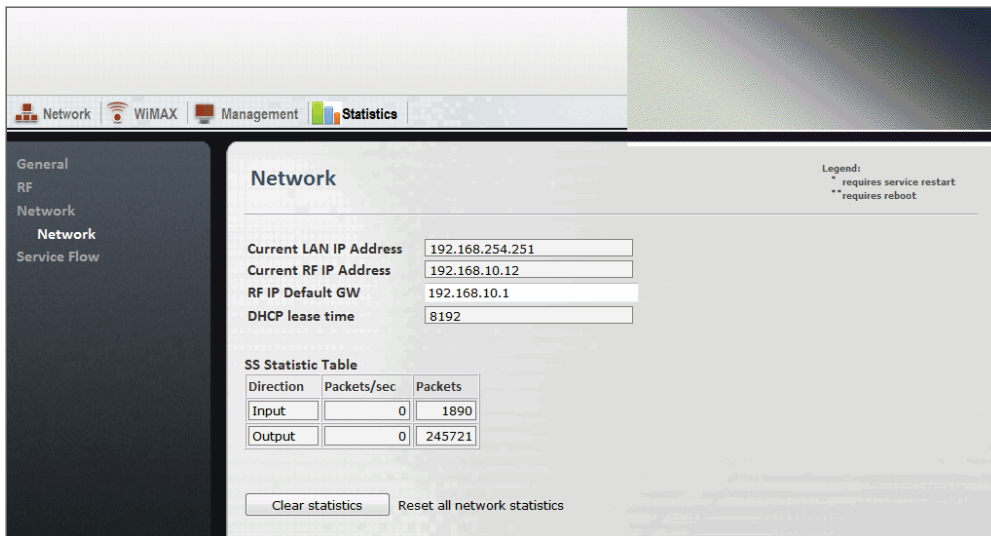 Network WiMAX Management Statistics
General
RF
Network
Network
Service Flow
Network
Legend:
* requires service restart
** requires reboot
Current LAN IP Address 192.168.254.251
Current RF IP Address 192.168.10.12
RF IP Default GW 192.168.10.1
DHCP lease time 8192
SS Statistic Table
Direction Packets/sec Packets
Input 0 1890
Output 0 245721
Clear statistics Reset all network statistics